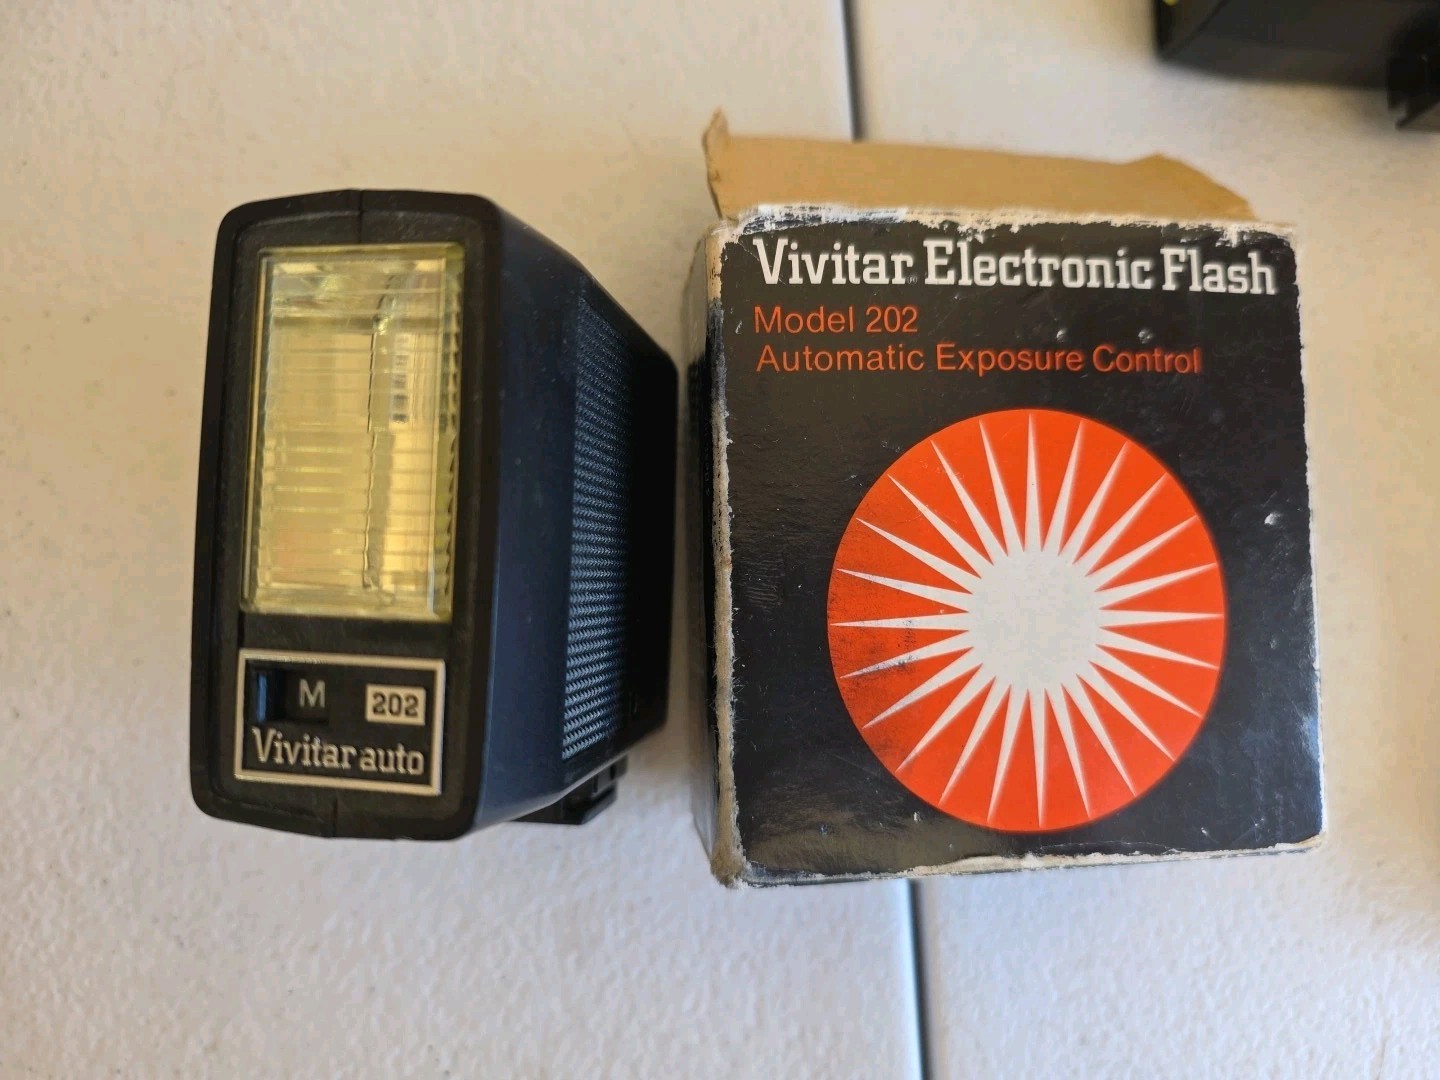 M 202
Vivitar auto
Vivitar Electronic Flash
Model 202
Automatic Exposure Control